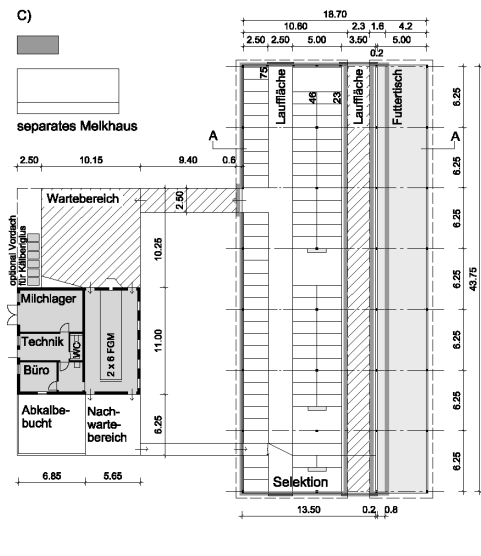 C)
separates Melkhaus
18.70
10.60 2.3 1.6 4.2
2.50 2.50 5.00 3.50 5.00
0.2
75
Lauffläche
46
23
Lauffläche
Futtertisch
A
A
6.25
6.25
6.25
6.25
6.25
6.25
6.25
43.75
2.50 10.15 9.40 0.6
Wartebereich
2.50
optional Vordach
für Kälberiglus
10.25
Milchlager
Technik
WC
Büro
2 x 6 FGM
11.00
Abkalbe-
bucht
Nach-
warte-
bereich
6.25
6.85 5.65
Selektion
13.50 0.2 0.8